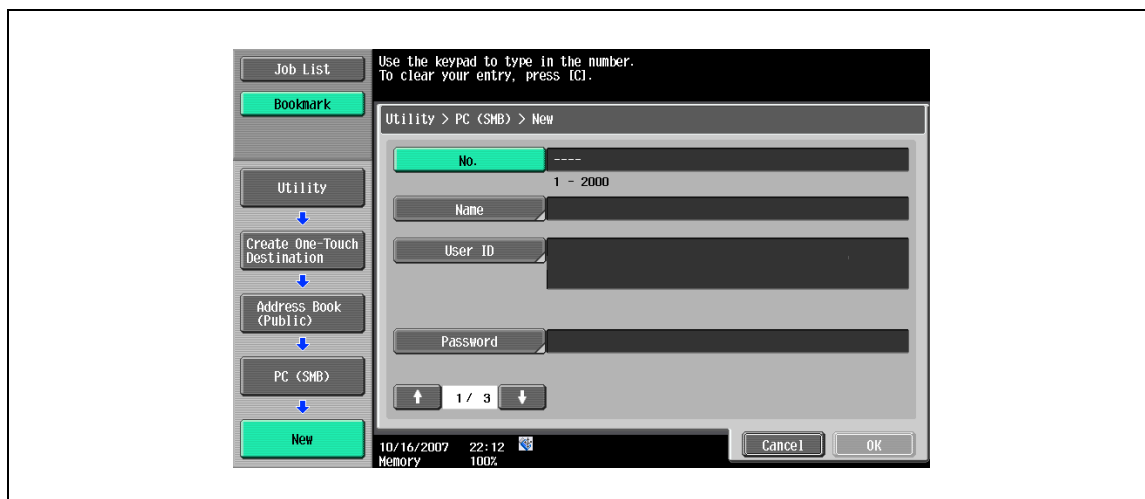 Job List
Use the keypad to type in the number.
To clear your entry, press [C].
Bookmark
Utility > PC (SMB) > New
No.
----
1 - 2000
Utility
Name
Create One-Touch
Destination
User ID
Address Book
(Public)
Password
PC (SMB)
1/ 3
New
10/16/2007 22:12
Memory 100%
Cancel
OK